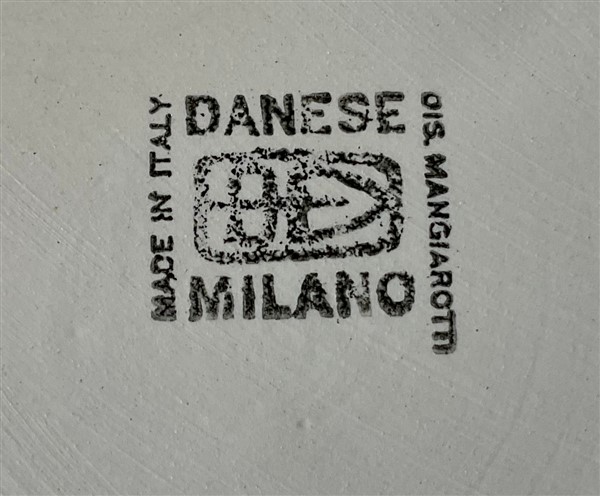 DANESE
MILANO
MADE IN ITALY
DIS. MANGIAROTTI